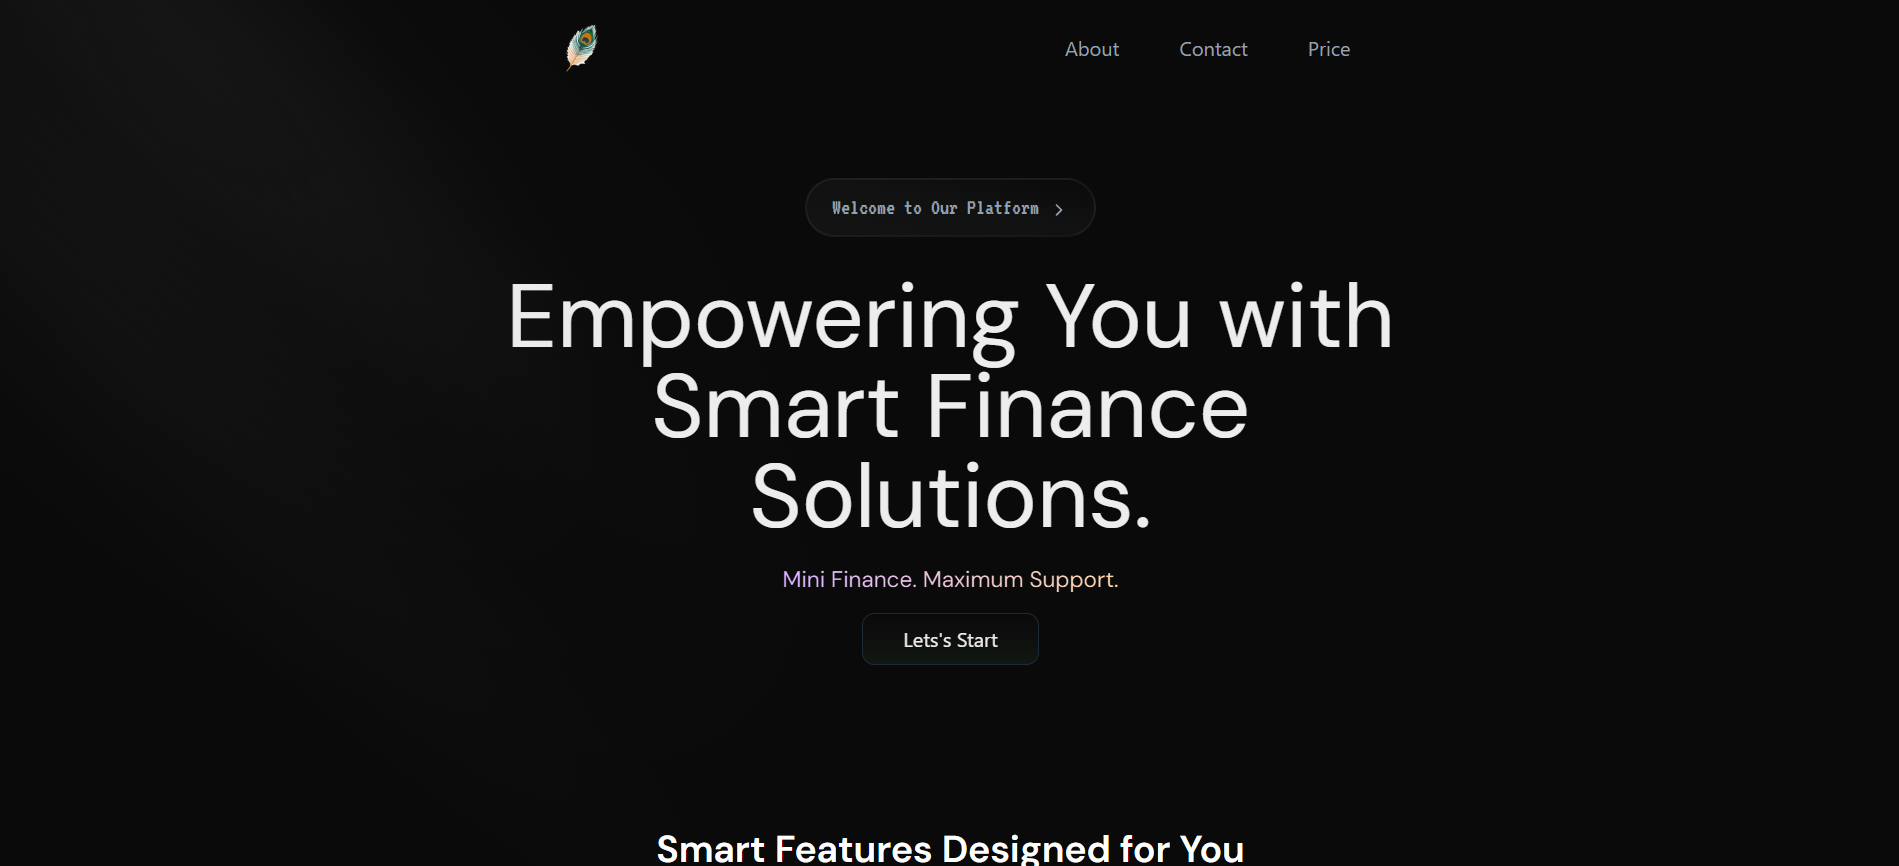 About Contact Price
Welcome to Our Platform
Empowering You with
Smart Finance
Solutions.
Mini Finance. Maximum Support.
Lets's Start
Smart Features Designed for You